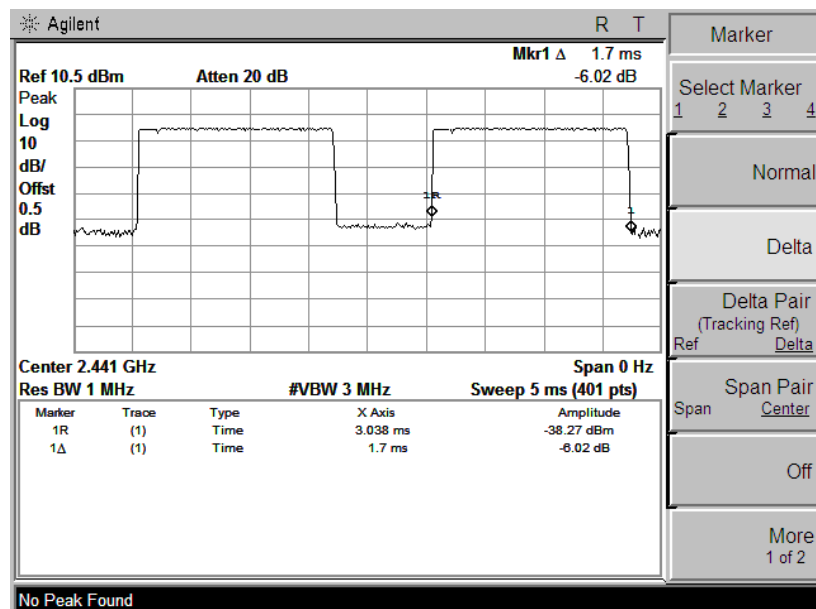 Agilent R T
Mkr1 Δ 1.7 ms
Ref 10.5 dBm Atten 20 dB -6.02 dB
Peak
Log
10
dB/
Offst
0.5
dB
1R
1
Center 2.441 GHz Span 0 Hz
Res BW 1 MHz #VBW 3 MHz Sweep 5 ms (401 pts)
Marker Trace Type X Axis Amplitude
1R (1) Time 3.038 ms -38.27 dBm
1Δ (1) Time 1.7 ms -6.02 dB
No Peak Found
Marker
Select Marker
1 2 3 4
Normal
Delta
Delta Pair
(Tracking Ref)
Ref Delta
Span Pair
Span Center
Off
More
1 of 2